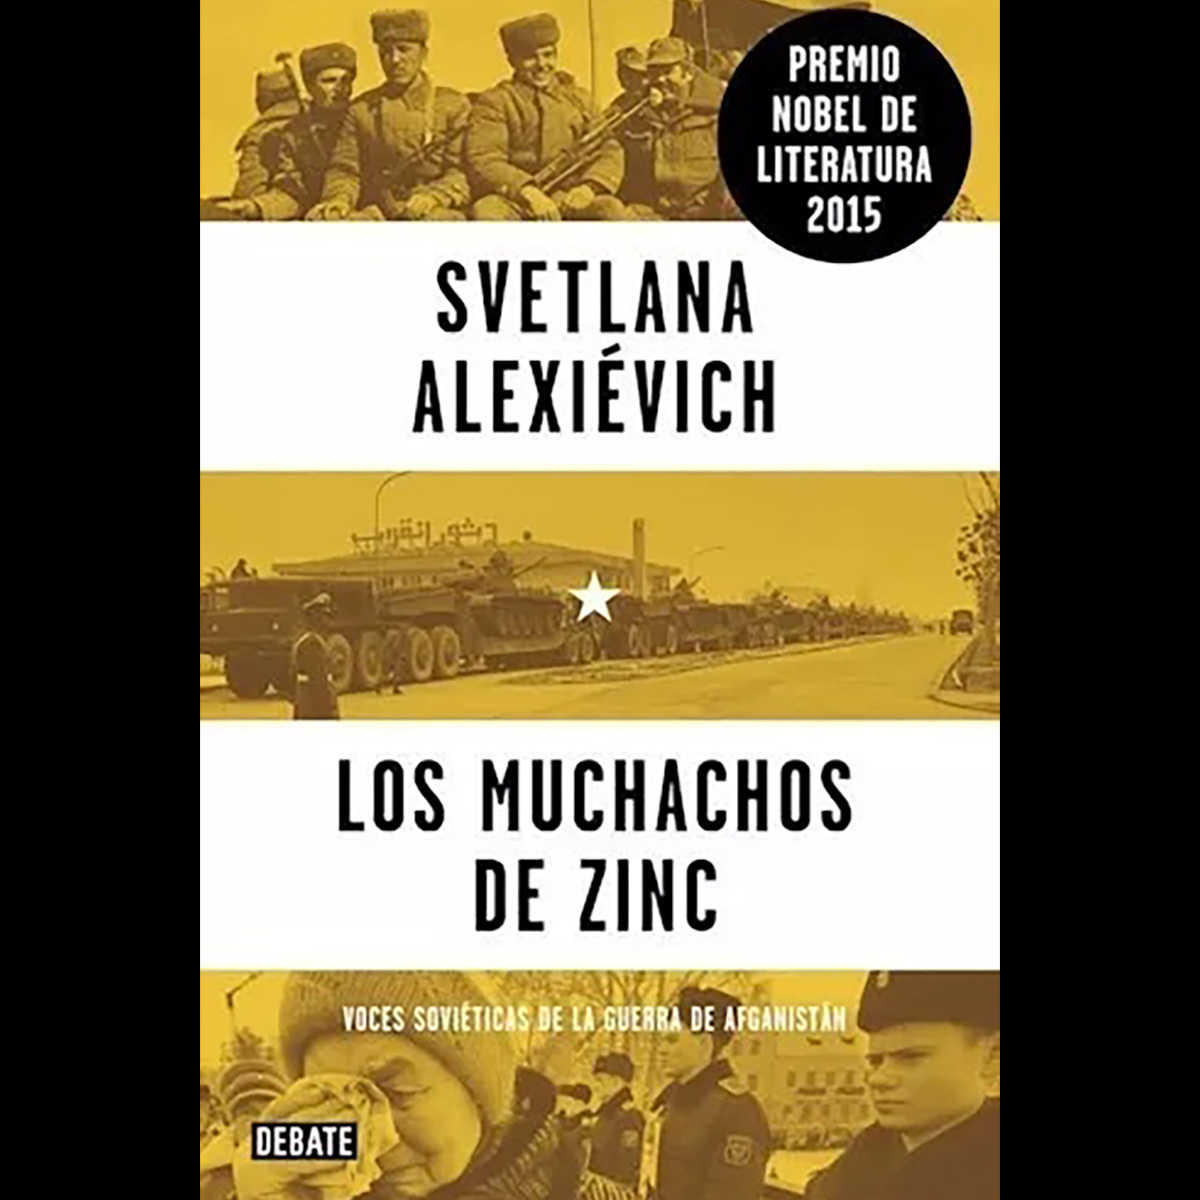 PREMIO
NOBEL DE
LITERATURA
2015
SVETLANA
ALEXIÉVICH
LOS MUCHACHOS
DE ZINC
VOCES SOVIÉTICAS DE LA GUERRA DE AFGANISTÁN
DEBATE